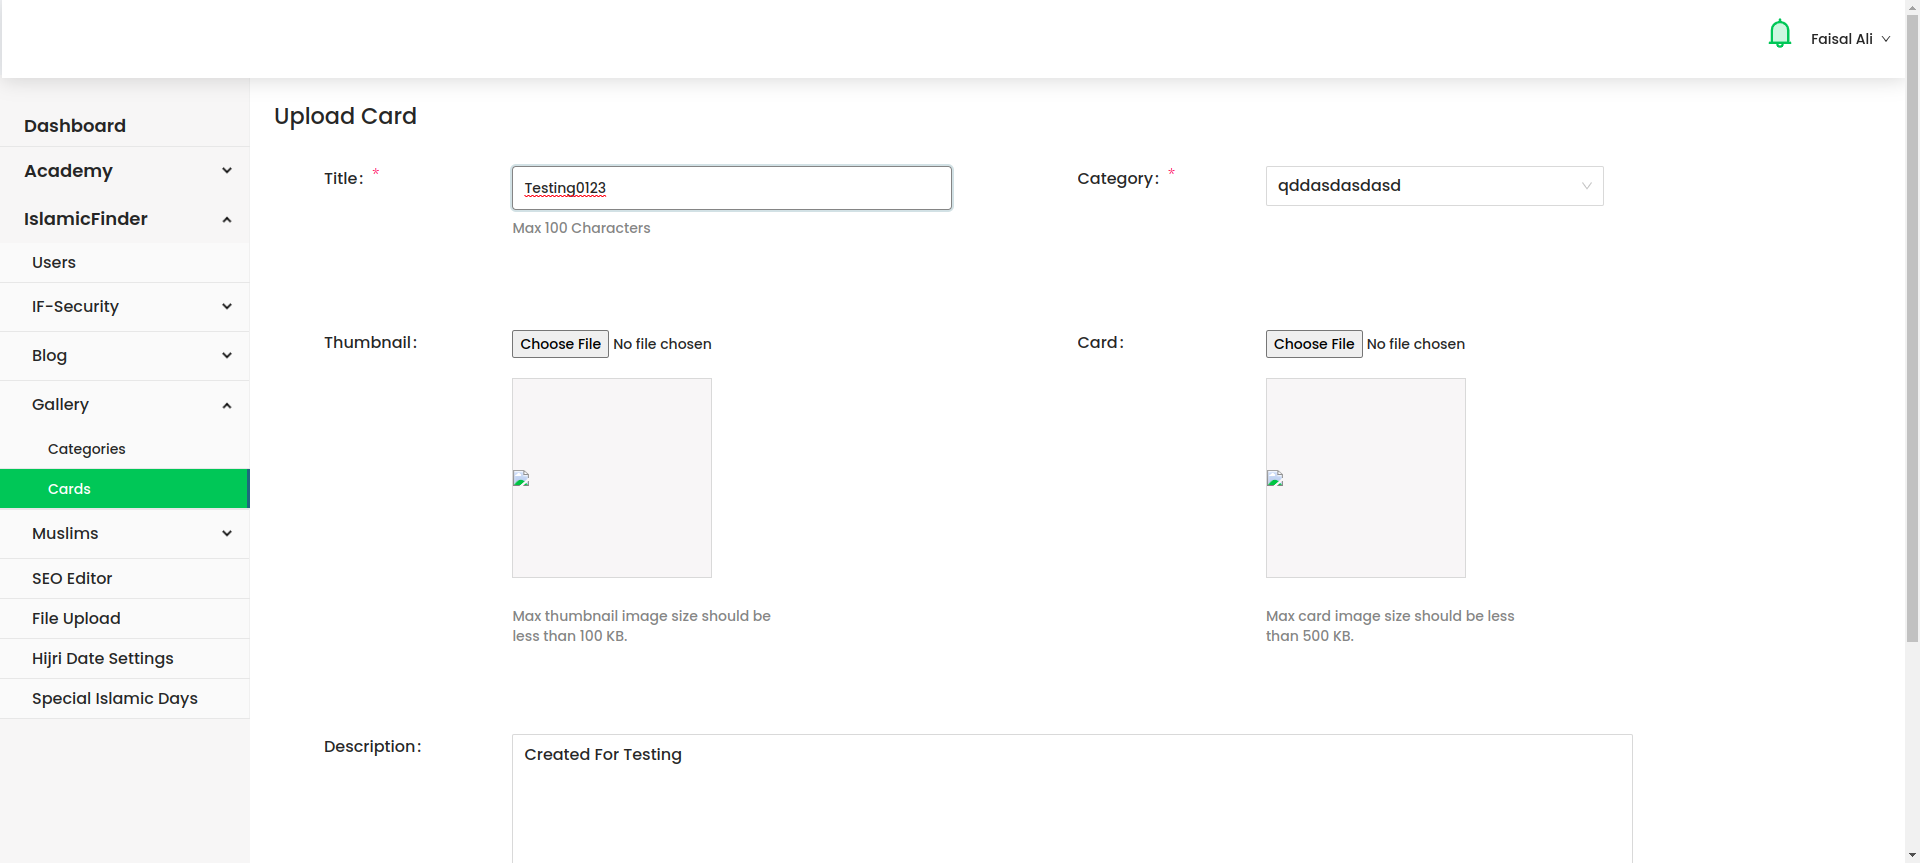 Faisal Ali
Dashboard
Academy
IslamicFinder
Users
IF-Security
Blog
Gallery
Categories
Cards
Muslims
SEO Editor
File Upload
Hijri Date Settings
Special Islamic Days
Upload Card
Title: *
Testing0123
Max 100 Characters
Category: *
qddasdasdasd
Thumbnail:
Choose File No file chosen
Max thumbnail image size should be
less than 100 KB.
Card:
Choose File No file chosen
Max card image size should be less
than 500 KB.
Description:
Created For Testing